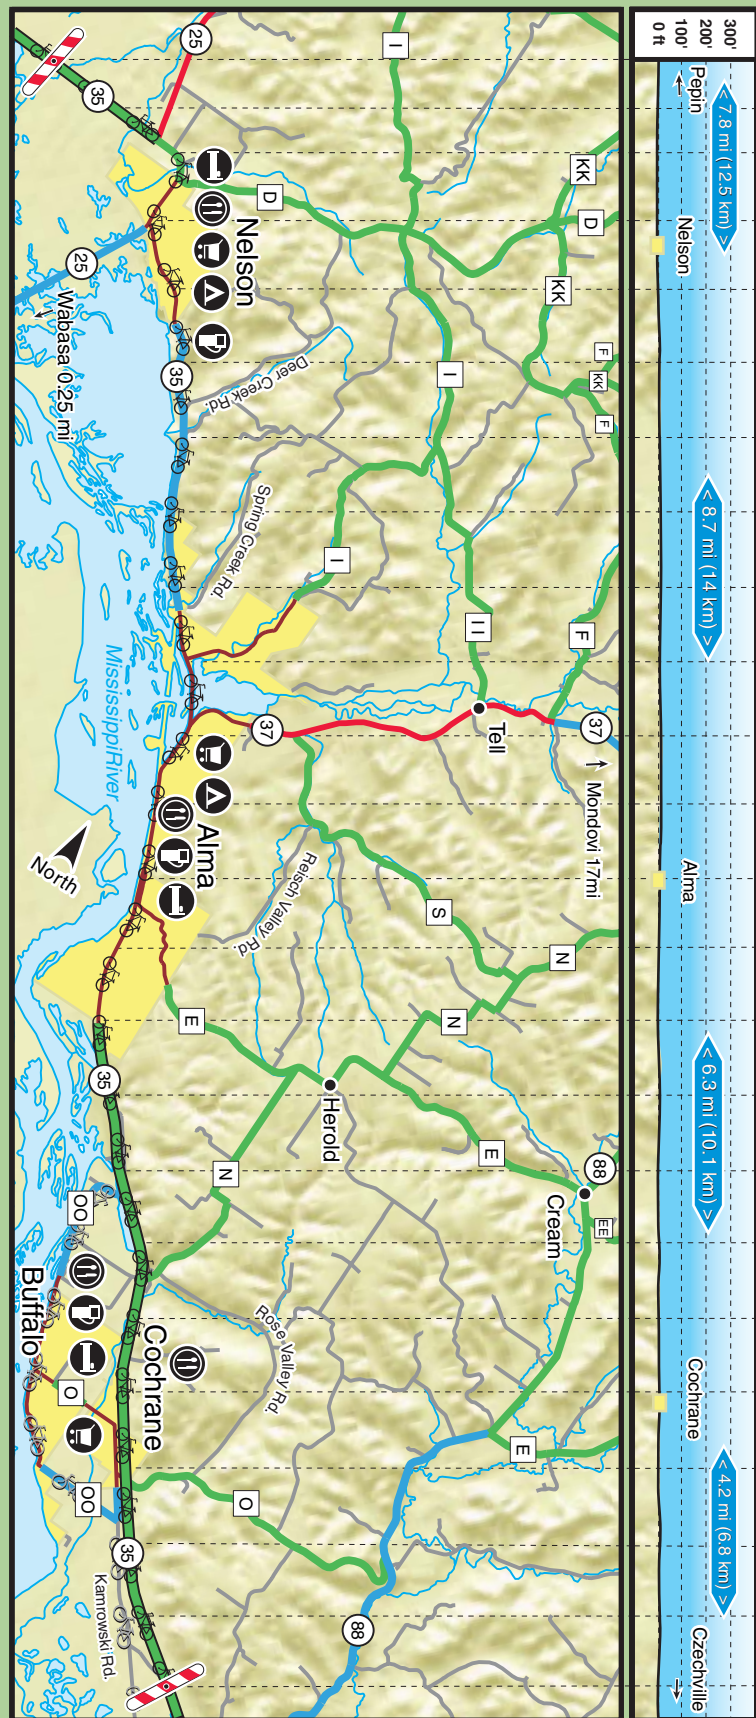 300'
200'
100'
0 ft
Pepin
< 7.8 mi (12.5 km) >
Nelson
< 8.7 mi (14 km) >
Alma
< 6.3 mi (10.1 km) >
Cochrane
< 4.2 mi (6.8 km) >
Czechville
25
35
I
KK
D
D
KK
F
KK
F
Nelson
25
Wabasa 0.25 mi
35
Deer Creek Rd.
I
Spring Creek Rd.
I
II
F
37
Tell
37
Mondovi 17mi
MississippiRiver
Alma
North
Reisch Valley Rd.
S
N
N
E
35
Herold
E
88
Cream
EE
N
OO
Buffalo
Cochrane
Rose Valley Rd.
O
E
OO
O
35
Kamrowski Rd.
88